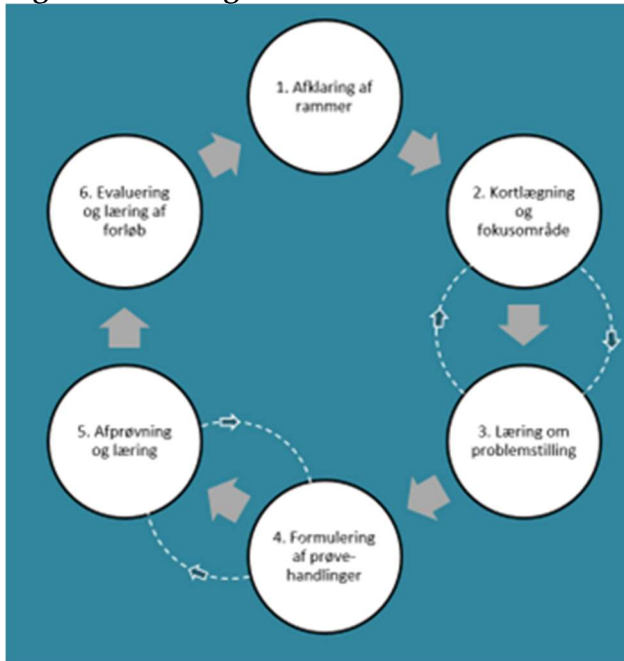 1. Afklaring af
rammer
2. Kortlægning
og
fokusområde
3. Læring om
problemstilling
4. Formulering
af prøve-
handlinger
5. Afprøvning
og læring
6. Evaluering
og læring af
forløb